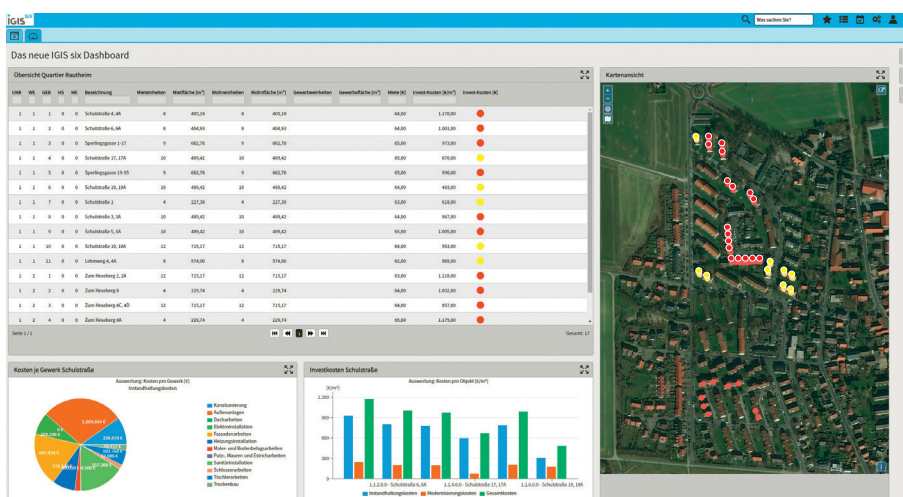 iGIS six
Was suchen Sie?
Das neue IGIS six Dashboard
Übersicht Quartier Rautheim
UNR WE GEB HS ME Bezeichnung Mieteinheiten Mietfläche [m²] Wohneinheiten Wohnfläche [m²] Gewerbeeinheiten Gewerbefläche [m²] Miete [€] Invest-Kosten [€/m²] Invest-Kosten [€]
1 1 1 0 0 Schulstraße 4, 4A 8 405,19 8 405,19 64,00 1.170,00
1 1 2 0 0 Schulstraße 6, 6A 8 404,93 8 404,93 64,00 1.002,00
1 1 3 0 0 Sperlingsgasse 1-17 9 662,76 9 662,76 65,00 973,00
1 1 4 0 0 Schulstraße 17, 17A 10 469,42 10 469,42 65,00 670,00
1 1 5 0 0 Sperlingsgasse 19-35 9 662,76 9 662,76 65,00 990,00
1 1 6 0 0 Schulstraße 19, 19A 10 469,42 10 469,42 64,00 483,00
1 1 7 0 0 Schulstraße 1 4 227,30 4 227,30 63,00 628,00
1 1 8 0 0 Schulstraße 3, 3A 10 469,42 10 469,42 64,00 967,00
1 1 9 0 0 Schulstraße 5, 5A 10 469,42 10 469,42 65,00 1.005,00
1 1 10 0 0 Schulstraße 10, 10A 12 715,17 12 715,17 64,00 553,00
1 1 11 0 0 Lehmweg 4, 4A 8 574,00 8 574,00 62,00 565,00
1 2 1 0 0 Zum Heseberg 2, 2A 12 715,17 12 715,17 63,00 1.110,00
1 2 2 0 0 Zum Heseberg 6 4 229,74 4 229,74 64,00 1.032,00
1 2 3 0 0 Zum Heseberg 4C, 4D 12 715,17 12 715,17 64,00 857,00
1 2 4 0 0 Zum Heseberg 8A 4 229,74 4 229,74 65,00 1.275,00
Seite 1 / 1
1
Gesamt: 17
Kartenansicht
Kosten je Gewerk Schulstraße
Auswertung: Kosten pro Gewerk [€]
Instandhaltungskosten
Kanalsanierung
Außenanlagen
Dacharbeiten
Elektroinstallation
Fassadenarbeiten
Heizungsinstallation
Maler- und Bodenbelagsarbeiten
Putz-, Maurer- und Estricharbeiten
Sanitärinstallation
Schlosserarbeiten
Tischlerarbeiten
Trockenbau
Investkosten Schulstraße
Auswertung: Kosten pro Objekt [€/m²]
[€/m²]
1.200
900
600
300
0
1.1.2.0.0 - Schulstraße 6, 6A
1.1.4.0.0 - Schulstraße 17, 17A
1.1.6.0.0 - Schulstraße 19, 19A
Instandhaltungskosten
Modernisierungskosten
Gesamtkosten